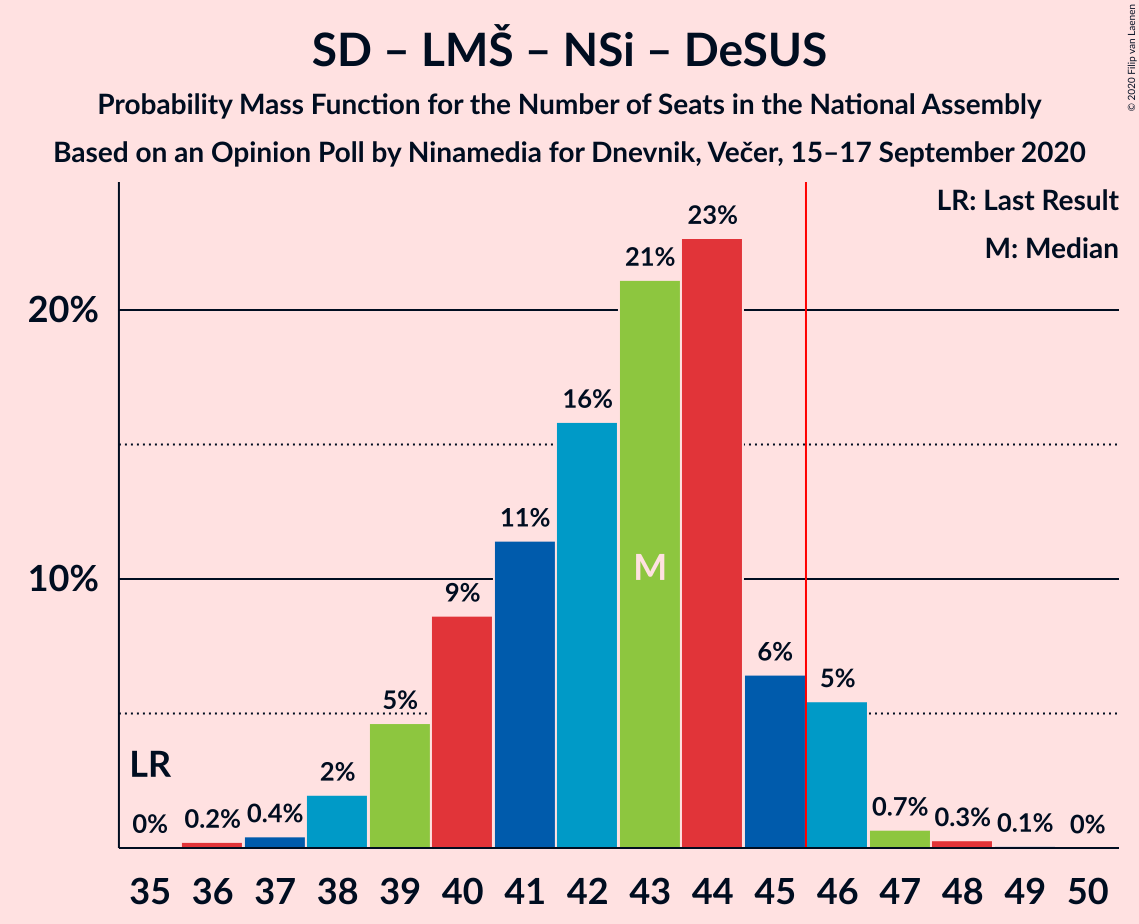 SD – LMŠ – NSi – DeSUS
Probability Mass Function for the Number of Seats in the National Assembly
Based on an Opinion Poll by Ninamedia for Dnevnik, Večer, 15–17 September 2020
© 2020 Filip van Laenen
LR: Last Result
M: Median
20%
10%
23%
21%
16%
11%
9%
6%
5%
5%
2%
0.7%
0.4%
0.3%
0.2%
0.1%
0%
0%
LR
M
35 36 37 38 39 40 41 42 43 44 45 46 47 48 49 50